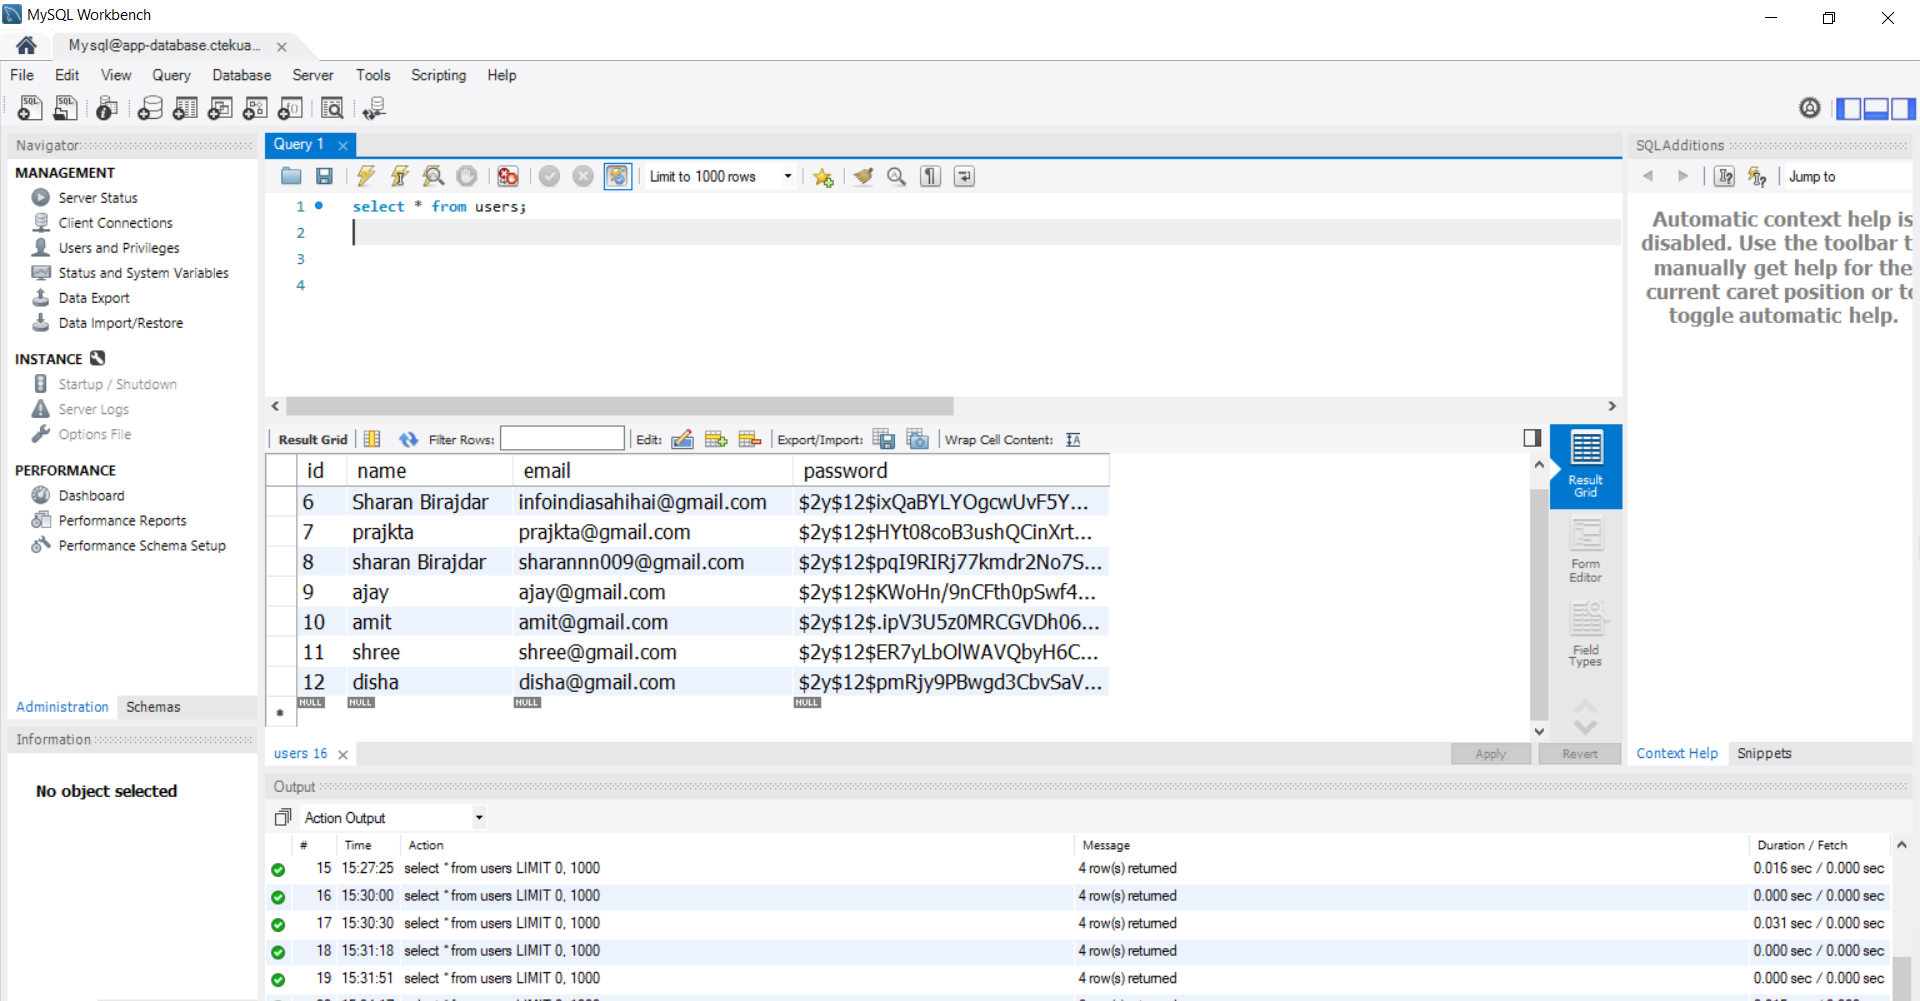 MySQL Workbench
Mysql@app-database.ctekua...
File Edit View Query Database Server Tools Scripting Help
Navigator
MANAGEMENT
Server Status
Client Connections
Users and Privileges
Status and System Variables
Data Export
Data Import/Restore
INSTANCE
Startup / Shutdown
Server Logs
Options File
PERFORMANCE
Dashboard
Performance Reports
Performance Schema Setup
Administration Schemas
Information
No object selected
Query 1
Limit to 1000 rows
1 select * from users;
2
3
4
Result Grid Filter Rows: Edit: Export/Import: Wrap Cell Content:
id name email password
6 Sharan Birajdar infoindiasahihai@gmail.com $2y$12$ixQaBYLYOgcwUvF5Y...
7 prajkta prajkta@gmail.com $2y$12$HYt08coB3ushQCinXrt...
8 sharan Birajdar sharannn009@gmail.com $2y$12$pqI9RIRj77kmdr2No7S...
9 ajay ajay@gmail.com $2y$12$KWoHn/9nCFth0pSwf4...
10 amit amit@gmail.com $2y$12$.ipV3U5z0MRCGVDh06...
11 shree shree@gmail.com $2y$12$ER7yLbOlWAVQbyH6C...
12 disha disha@gmail.com $2y$12$pmRjy9PBwgd3CbvSaV...
NULL NULL NULL NULL
Result
Grid
Form
Editor
Field
Types
users 16
Apply Revert
SQLAdditions
Jump to
Automatic context help is
disabled. Use the toolbar t
manually get help for the
current caret position or to
toggle automatic help.
Context Help Snippets
Output
Action Output
# Time Action Message Duration / Fetch
15 15:27:25 select * from users LIMIT 0, 1000 4 row(s) returned 0.016 sec / 0.000 sec
16 15:30:00 select * from users LIMIT 0, 1000 4 row(s) returned 0.000 sec / 0.000 sec
17 15:30:30 select * from users LIMIT 0, 1000 4 row(s) returned 0.031 sec / 0.000 sec
18 15:31:18 select * from users LIMIT 0, 1000 4 row(s) returned 0.000 sec / 0.000 sec
19 15:31:51 select * from users LIMIT 0, 1000 4 row(s) returned 0.000 sec / 0.000 sec